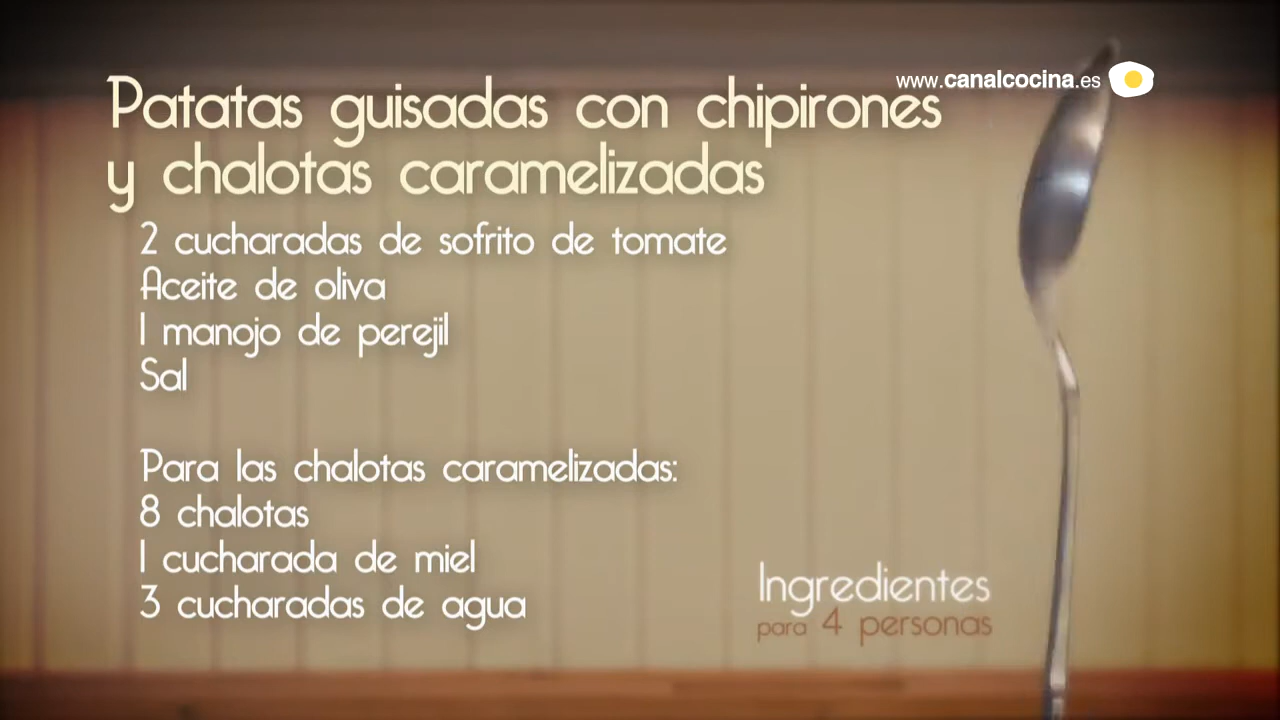 www.canalcocina.es
Patatas guisadas con chipirones
y chalotas caramelizadas
2 cucharadas de sofrito de tomate
Aceite de oliva
1 manojo de perejil
Sal
Para las chalotas caramelizadas:
8 chalotas
1 cucharada de miel
3 cucharadas de agua
Ingredientes
para 4 personas